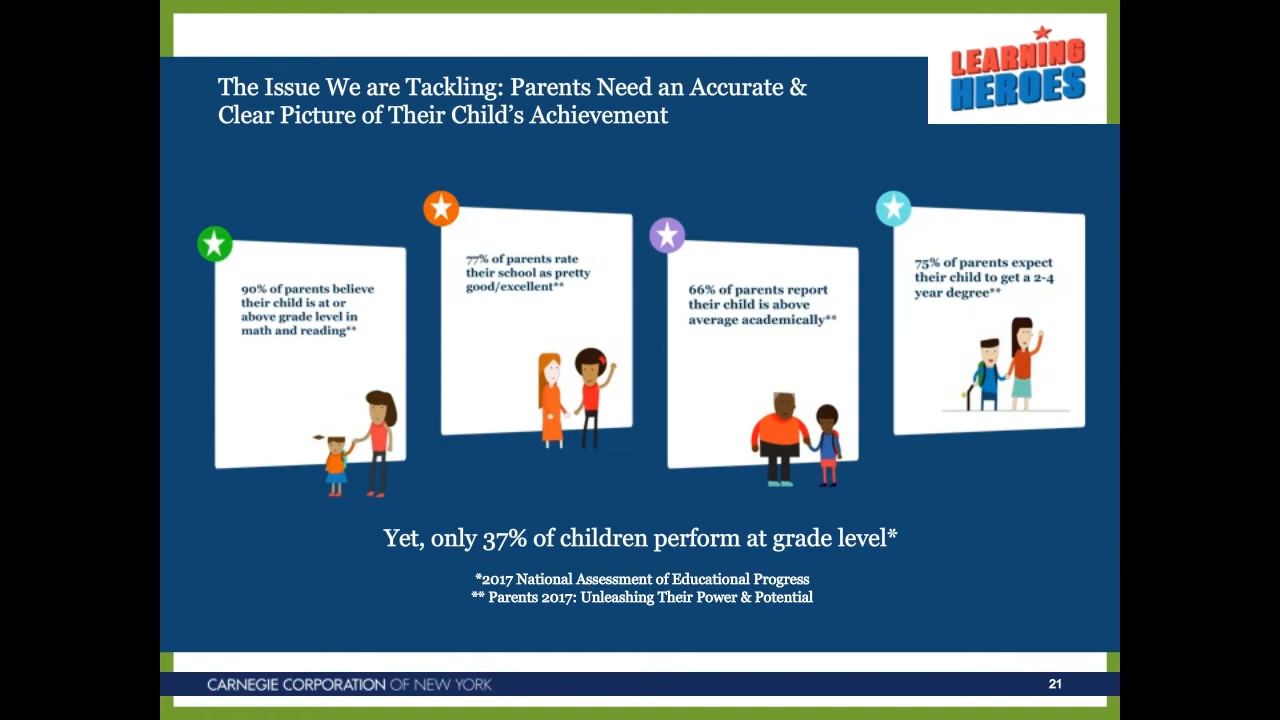 LEARNING
HEROES
The Issue We are Tackling: Parents Need an Accurate &
Clear Picture of Their Child's Achievement
90% of parents believe
their child is at or
above grade level in
math and reading**
77% of parents rate
their school as pretty
good/excellent**
66% of parents report
their child is above
average academically**
75% of parents expect
their child to get a 2-4
year degree**
Yet, only 37% of children perform at grade level*
*2017 National Assessment of Educational Progress
** Parents 2017: Unleashing Their Power & Potential
CARNEGIE CORPORATION OF NEW YORK
21